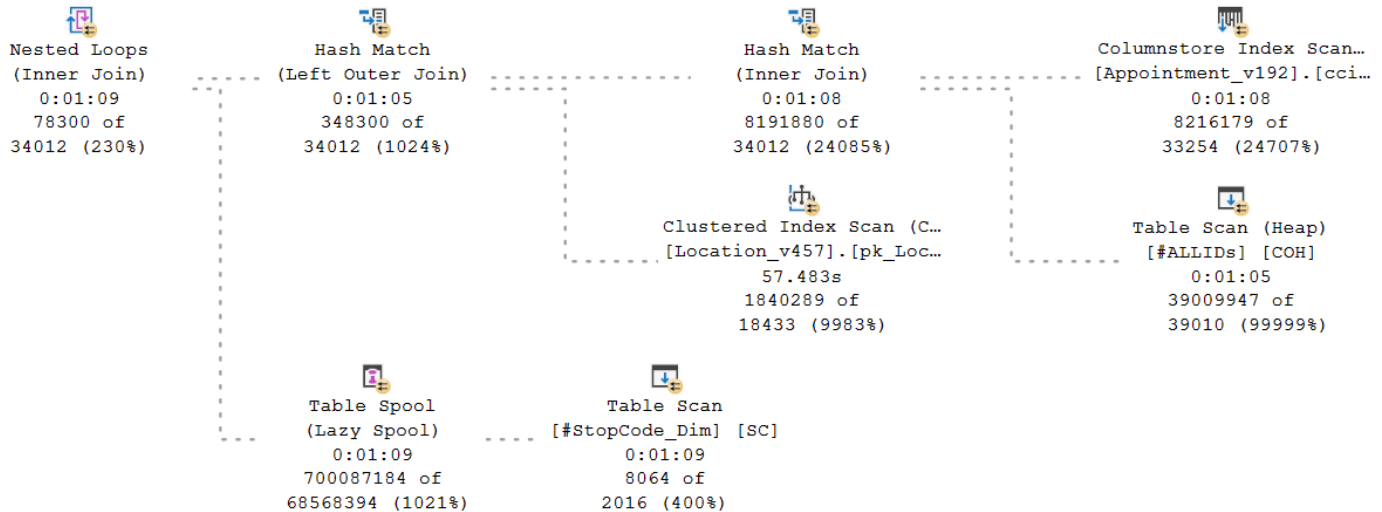 Nested Loops
(Inner Join)
0:01:09
78300 of
34012 (230%)
Hash Match
(Left Outer Join)
0:01:05
348300 of
34012 (1024%)
Hash Match
(Inner Join)
0:01:08
8191880 of
34012 (24085%)
Columnstore Index Scan…
[Appointment_v192].[cci…
0:01:08
8216179 of
33254 (24707%)
Clustered Index Scan (C…
[Location_v457].[pk_Loc…
57.483s
1840289 of
18433 (9983%)
Table Scan (Heap)
[#ALLIDs] [COH]
0:01:05
39009947 of
39010 (99999%)
Table Spool
(Lazy Spool)
0:01:09
700087184 of
68568394 (1021%)
Table Scan
[#StopCode_Dim] [SC]
0:01:09
8064 of
2016 (400%)